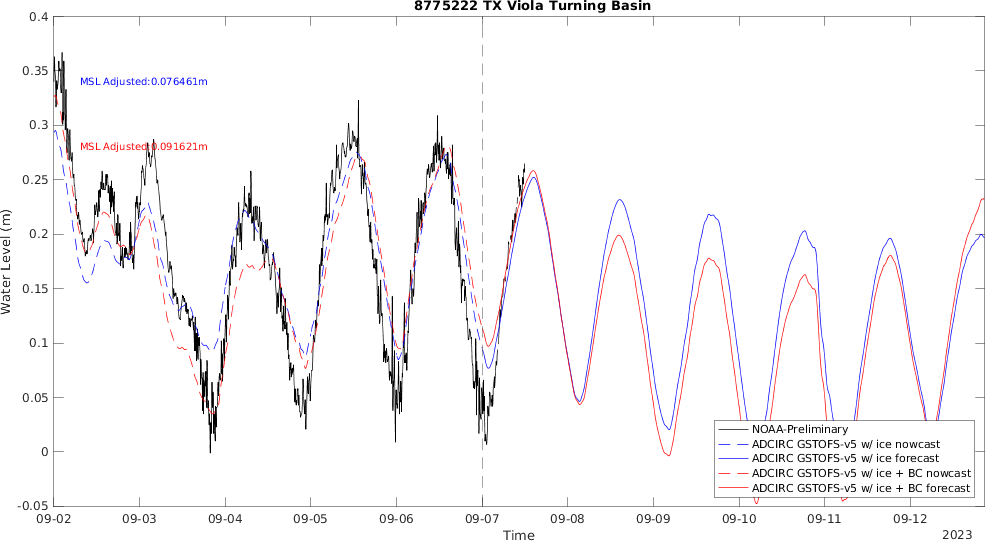 8775222 TX Viola Turning Basin
0.4
0.35
0.3
0.25
0.2
0.15
0.1
0.05
0
-0.05
Water Level (m)
MSL Adjusted:0.076461m
MSL Adjusted:0.091621m
NOAA-Preliminary
ADCIRC GSTOFS-v5 w/ ice nowcast
ADCIRC GSTOFS-v5 w/ ice forecast
ADCIRC GSTOFS-v5 w/ ice + BC nowcast
ADCIRC GSTOFS-v5 w/ ice + BC forecast
09-02 09-03 09-04 09-05 09-06 09-07 09-08 09-09 09-10 09-11 09-12
Time
2023